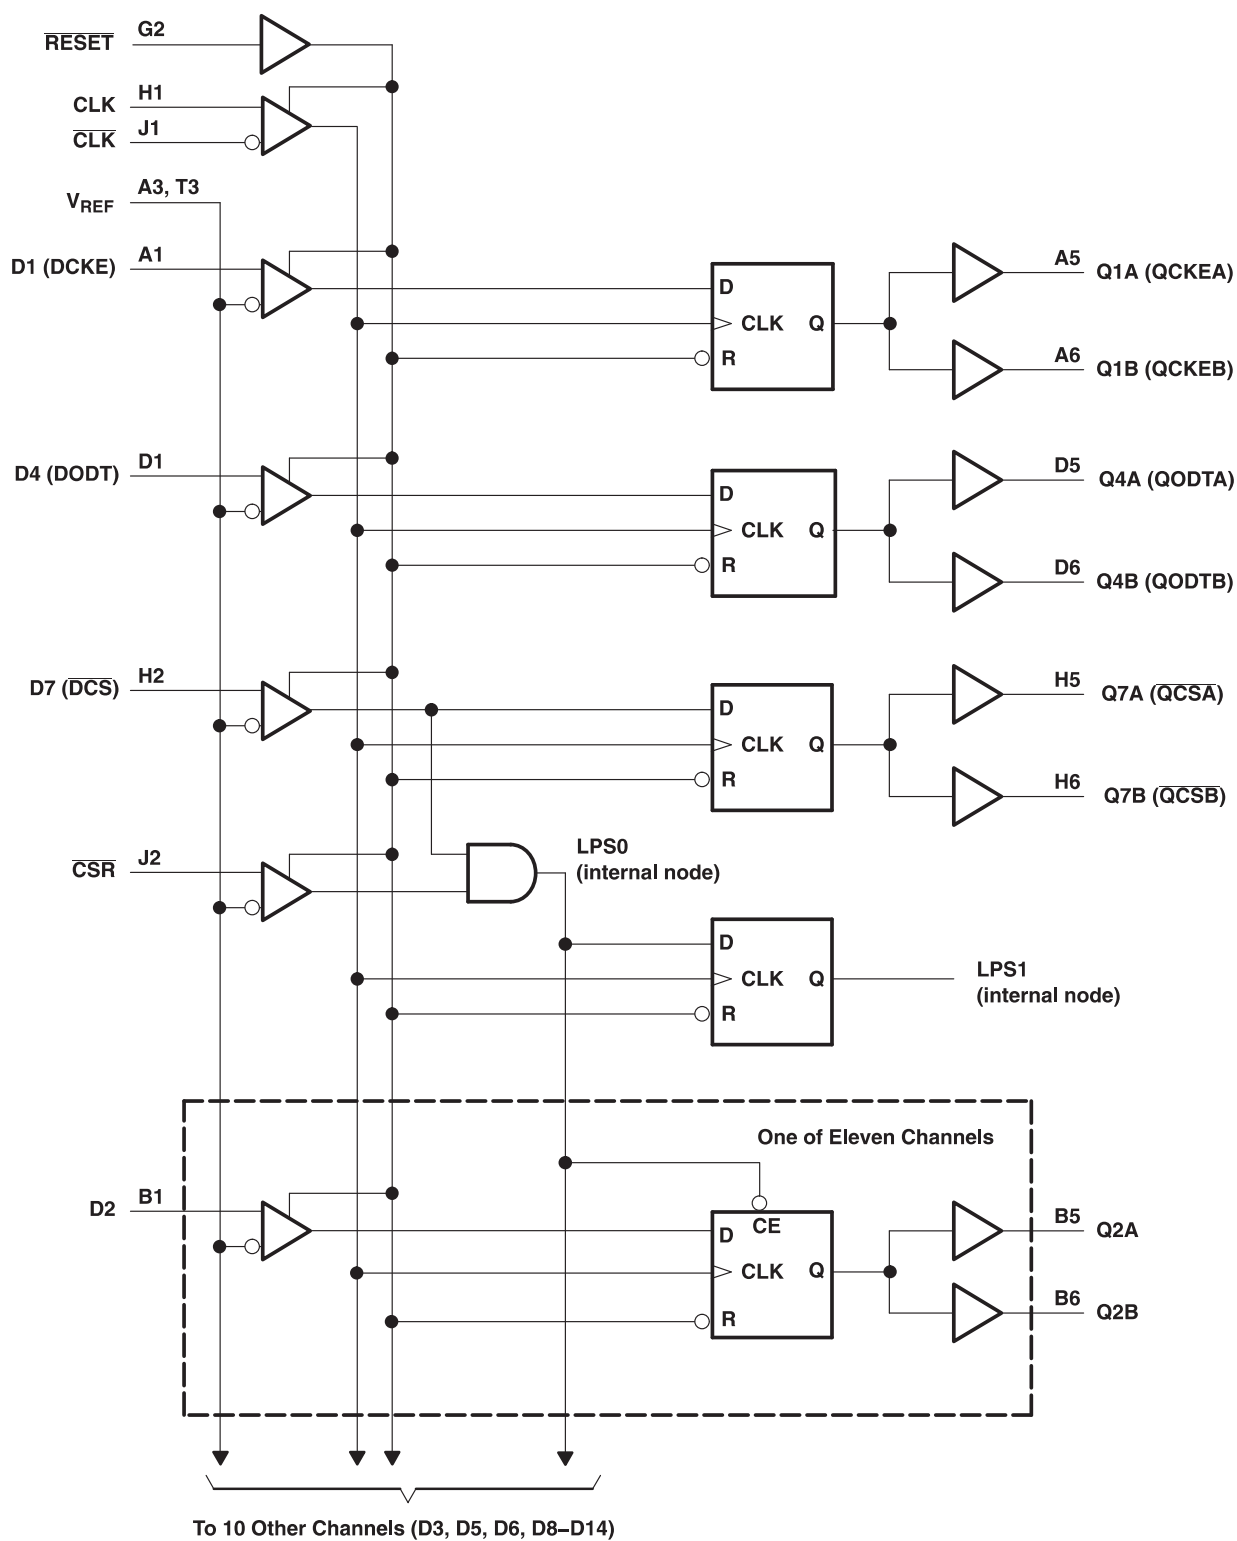 RESET G2
CLK H1
CLK J1
VREF A3, T3
D1 (DCKE) A1
D
CLK Q
R
A5 Q1A (QCKEA)
A6 Q1B (QCKEB)
D4 (DODT) D1
D
CLK Q
R
D5 Q4A (QODTA)
D6 Q4B (QODTB)
D7 (DCS) H2
D
CLK Q
R
H5 Q7A (QCSA)
H6 Q7B (QCSB)
CSR J2
LPS0
(internal node)
D
CLK Q
R
LPS1
(internal node)
One of Eleven Channels
D2 B1
CE
D
CLK Q
R
B5 Q2A
B6 Q2B
To 10 Other Channels (D3, D5, D6, D8–D14)